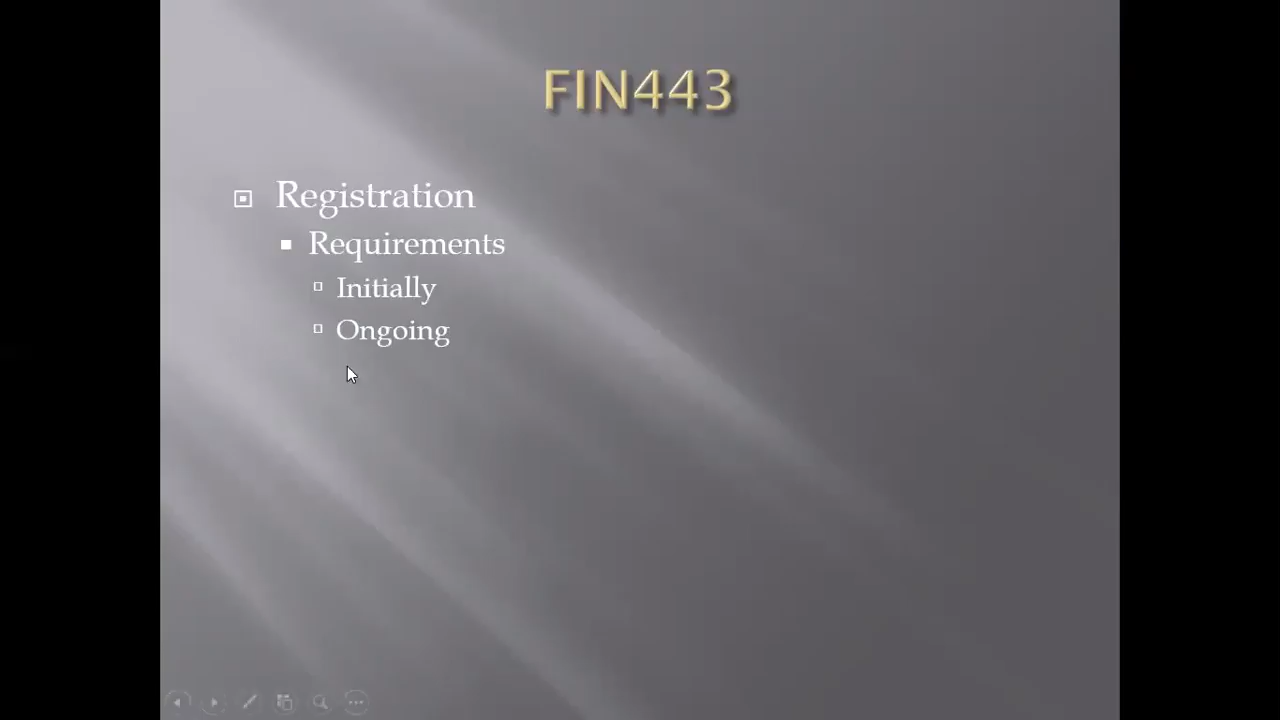 FIN443
Registration
Requirements
Initially
Ongoing